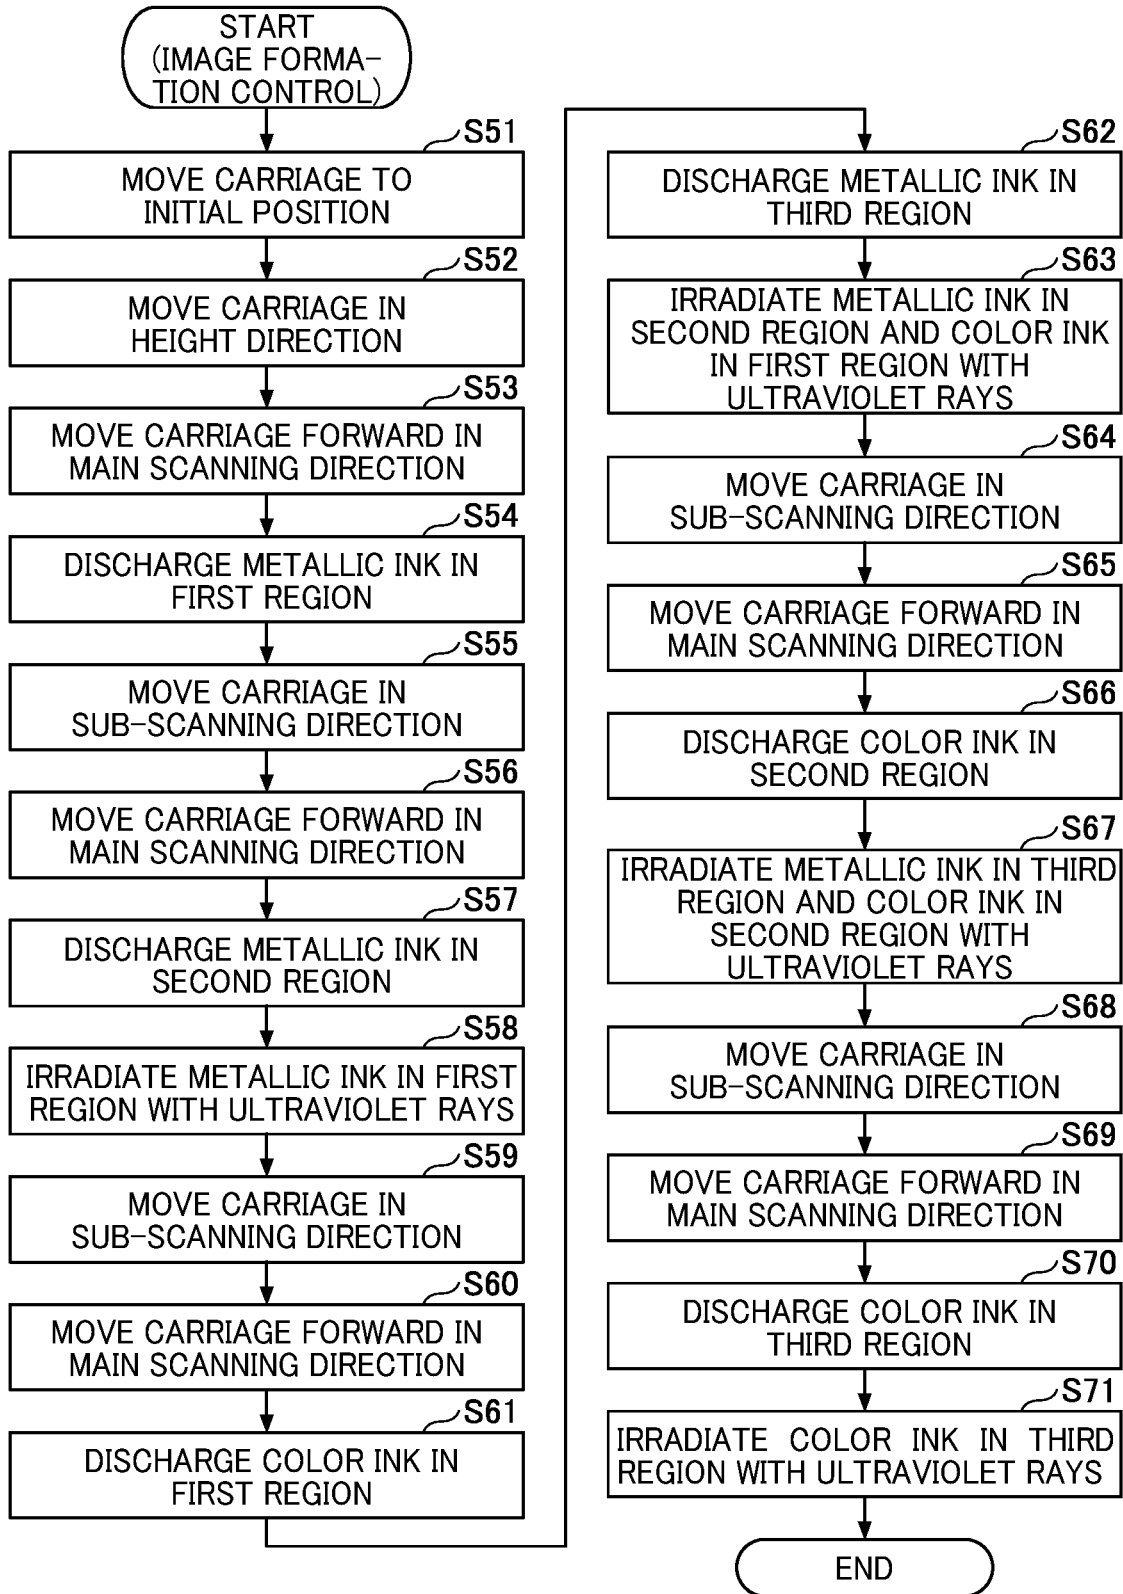 START
(IMAGE FORMA-
TION CONTROL)
S51
MOVE CARRIAGE TO
INITIAL POSITION
S52
MOVE CARRIAGE IN
HEIGHT DIRECTION
S53
MOVE CARRIAGE FORWARD IN
MAIN SCANNING DIRECTION
S54
DISCHARGE METALLIC INK IN
FIRST REGION
S55
MOVE CARRIAGE IN
SUB-SCANNING DIRECTION
S56
MOVE CARRIAGE FORWARD IN
MAIN SCANNING DIRECTION
S57
DISCHARGE METALLIC INK IN
SECOND REGION
S58
IRRADIATE METALLIC INK IN FIRST
REGION WITH ULTRAVIOLET RAYS
S59
MOVE CARRIAGE IN
SUB-SCANNING DIRECTION
S60
MOVE CARRIAGE FORWARD IN
MAIN SCANNING DIRECTION
S61
DISCHARGE COLOR INK IN
FIRST REGION
S62
DISCHARGE METALLIC INK IN
THIRD REGION
S63
IRRADIATE METALLIC INK IN
SECOND REGION AND COLOR INK
IN FIRST REGION WITH
ULTRAVIOLET RAYS
S64
MOVE CARRIAGE IN
SUB-SCANNING DIRECTION
S65
MOVE CARRIAGE FORWARD IN
MAIN SCANNING DIRECTION
S66
DISCHARGE COLOR INK IN
SECOND REGION
S67
IRRADIATE METALLIC INK IN THIRD
REGION AND COLOR INK IN
SECOND REGION WITH
ULTRAVIOLET RAYS
S68
MOVE CARRIAGE IN
SUB-SCANNING DIRECTION
S69
MOVE CARRIAGE FORWARD IN
MAIN SCANNING DIRECTION
S70
DISCHARGE COLOR INK IN
THIRD REGION
S71
IRRADIATE COLOR INK IN THIRD
REGION WITH ULTRAVIOLET RAYS
END